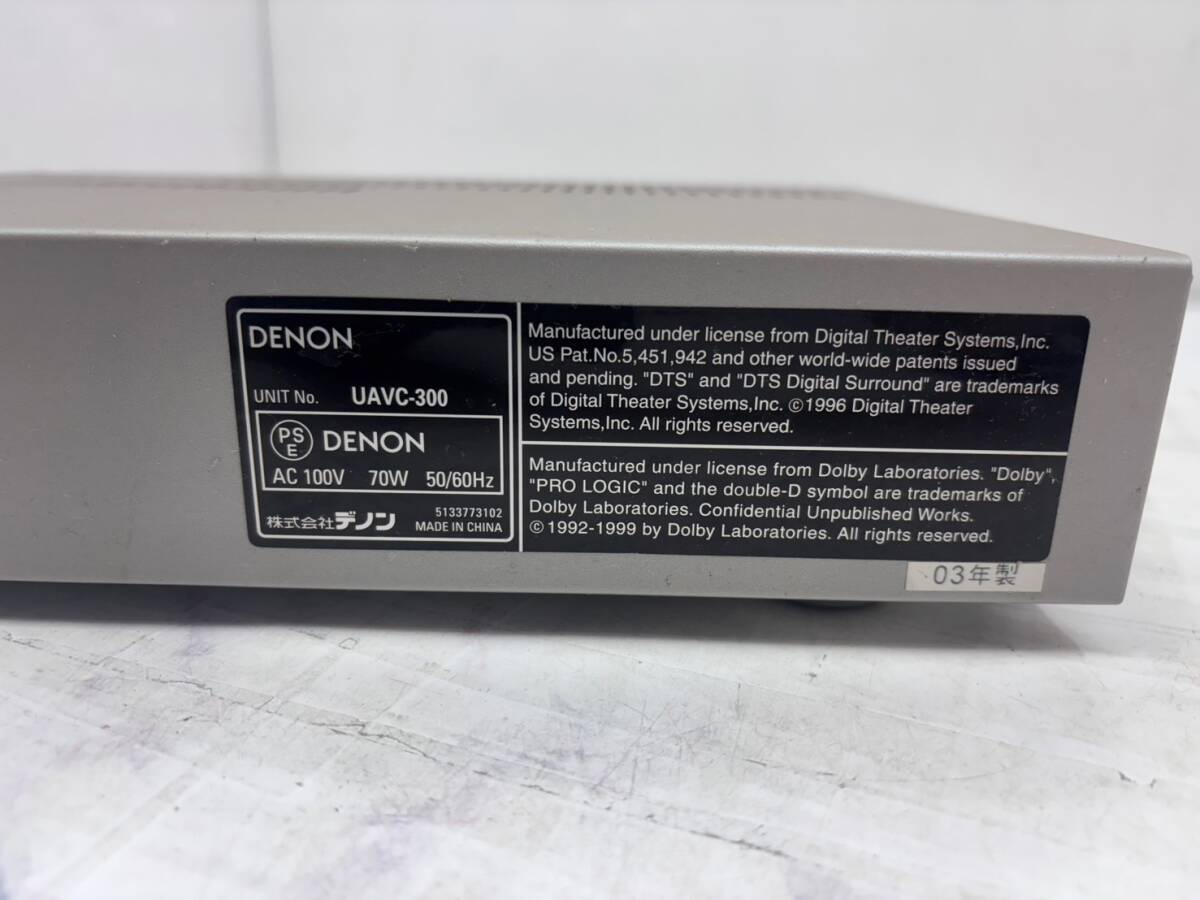 DENON
UNIT No. UAVC-300
PSE DENON
AC 100V 70W 50/60Hz
5133773102
株式会社デノン MADE IN CHINA
Manufactured under license from Digital Theater Systems,Inc.
US Pat.No.5,451,942 and other world-wide patents issued
and pending. "DTS" and "DTS Digital Surround" are trademarks
of Digital Theater Systems,Inc. ©1996 Digital Theater
Systems,Inc. All rights reserved.
Manufactured under license from Dolby Laboratories. "Dolby",
"PRO LOGIC" and the double-D symbol are trademarks of
Dolby Laboratories. Confidential Unpublished Works.
©1992-1999 by Dolby Laboratories. All rights reserved.
03年製